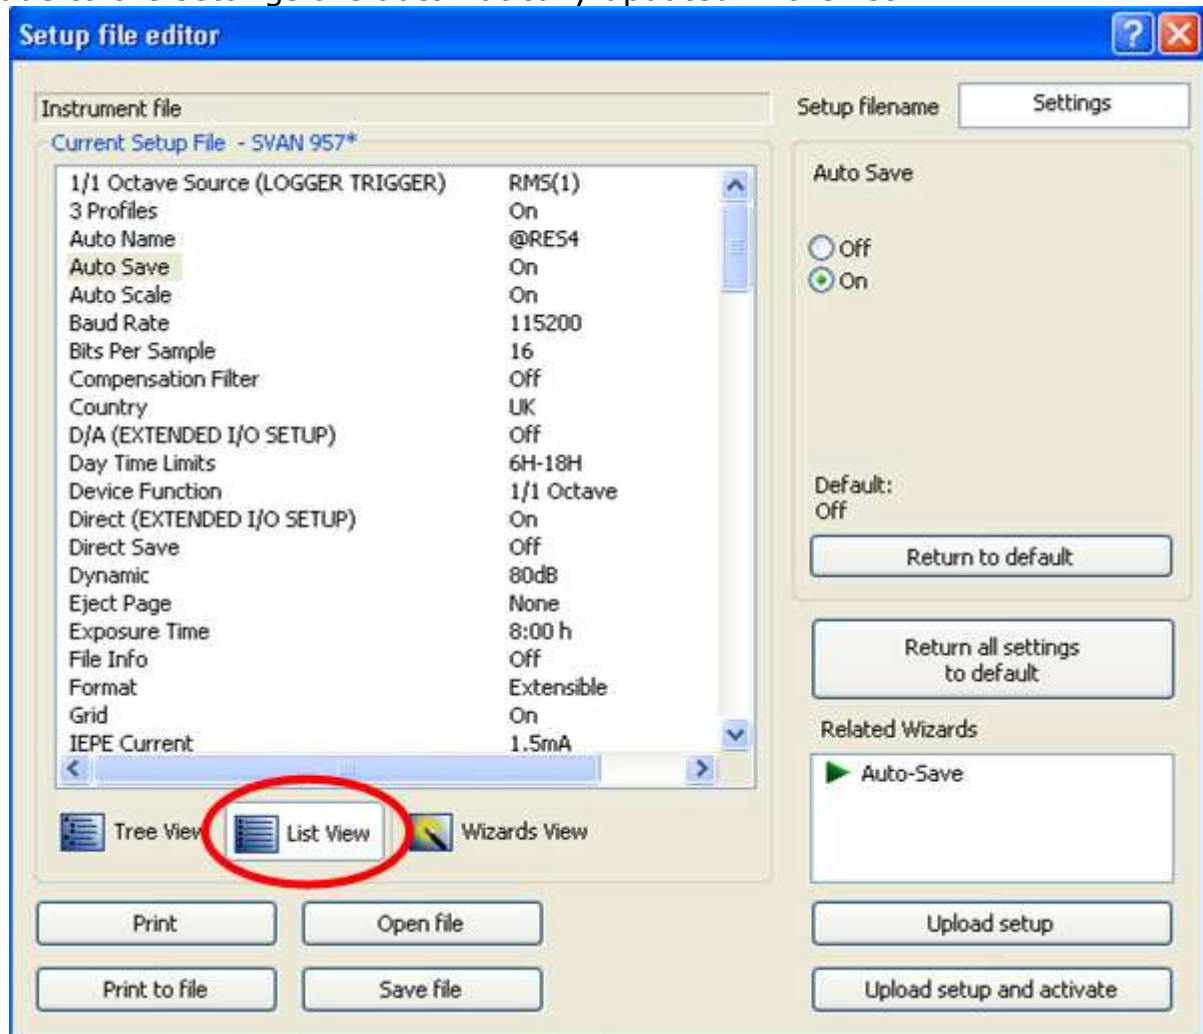 Setup file editor
Instrument file
Setup filename Settings
Current Setup File - SVAN 957*
1/1 Octave Source (LOGGER TRIGGER) RMS(1)
3 Profiles On
Auto Name @RES4
Auto Save On
Auto Scale On
Baud Rate 115200
Bits Per Sample 16
Compensation Filter Off
Country UK
D/A (EXTENDED I/O SETUP) Off
Day Time Limits 6H-18H
Device Function 1/1 Octave
Direct (EXTENDED I/O SETUP) On
Direct Save Off
Dynamic 80dB
Eject Page None
Exposure Time 8:00 h
File Info Off
Format Extensible
Grid On
IEPE Current 1.5mA
Auto Save
Off
On
Default:
Off
Return to default
Return all settings
to default
Related Wizards
Auto-Save
Tree View List View Wizards View
Print Open file
Print to file Save file
Upload setup
Upload setup and activate